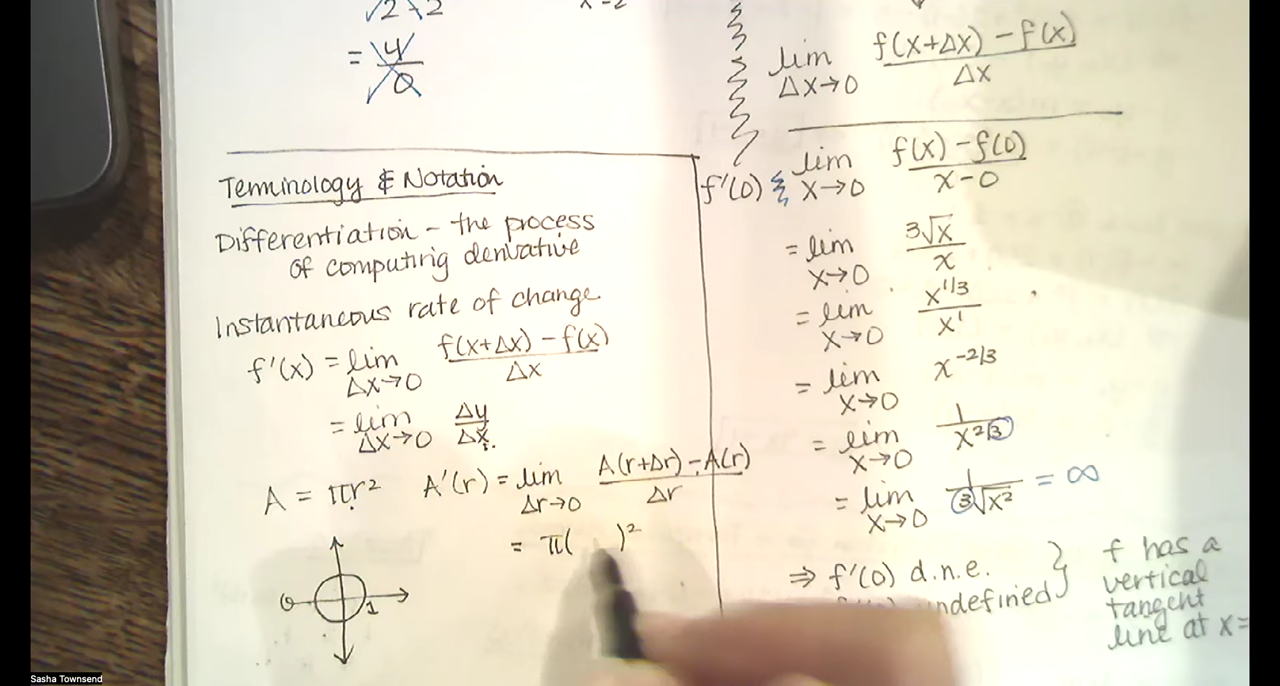 √2-2
x-2
= 4/0
Terminology & Notation
Differentiation - the process
of computing derivative
Instantaneous rate of change
f'(x) = lim Δx→0 f(x+Δx) - f(x) / Δx
= lim Δx→0 Δy/Δx.
A = πr² A'(r) = lim Δr→0 A(r+Δr) - A(r) / Δr
= π( )²
0
1
lim Δx→0 f(x+Δx) - f(x) / Δx
f'(0) lim x→0 f(x) - f(0) / x-0
= lim x→0 3√x / x
= lim x→0 x^1/3 / x^1
= lim x→0 x^-2/3
= lim x→0 1 / x^2/3
= lim x→0 1 / 3√x² = ∞
⇒ f'(0) d.n.e.
undefined
f has a
vertical
tangent
line at x=
Sasha Townsend